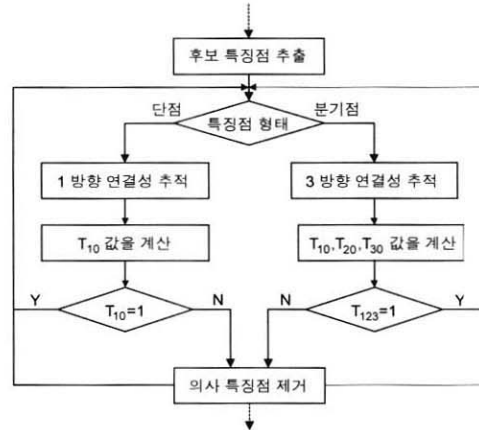 후보 특징점 추출
단점
분기점
특징점 형태
1 방향 연결성 추적
3 방향 연결성 추적
T10 값을 계산
T10,T20,T30 값을 계산
Y
T10=1
N
N
T123=1
Y
의사 특징점 제거